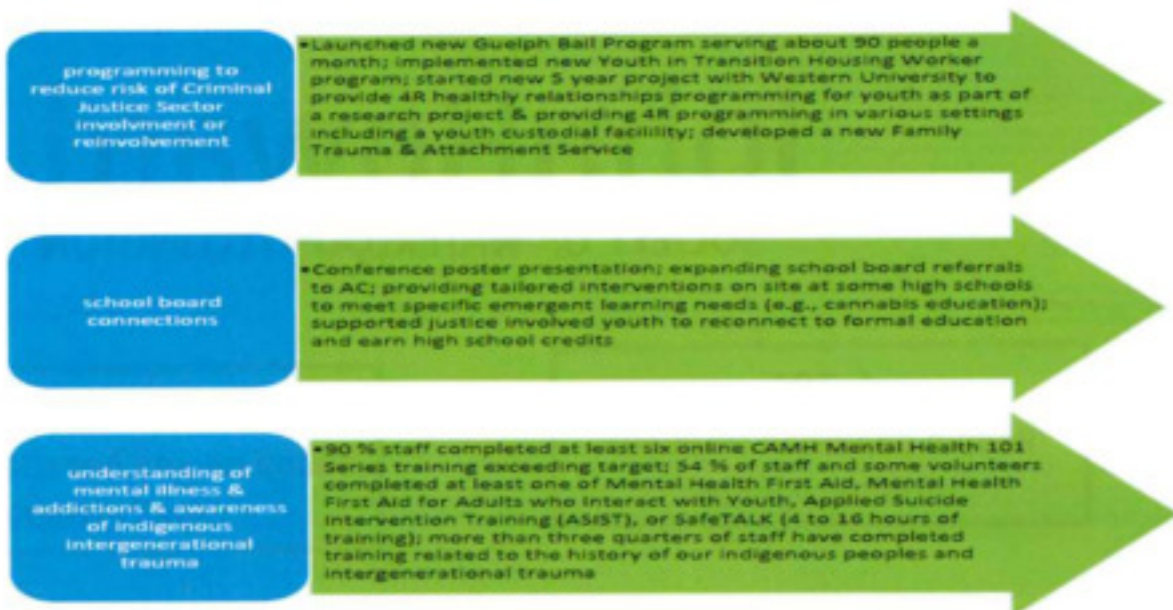 programming to
reduce risk of Criminal
Justice Sector
involvment or
reinvolvement
•Launched new Guelph Bail Program serving about 90 people a
month; implemented new Youth in Transition Housing Worker
program; started new 5 year project with Western University to
provide 4R healthly relationships programming for youth as part of
a research project & providing 4R programming in various settings
including a youth custodial facilility; developed a new Family
Trauma & Attachment Service
school board
connections
•Conference poster presentation; expanding school board referrals
to AC; providing tailored interventions on site at some high schools
to meet specific emergent learning needs (e.g., cannabis education);
supported justice involved youth to reconnect to formal education
and earn high school credits
understanding of
mental illness &
addictions & awareness
of indigenous
intergenerational
trauma
•90 % staff completed at least six online CAMH Mental Health 101
Series training exceeding target; 54 % of staff and some volunteers
completed at least one of Mental Health First Aid, Mental Health
First Aid for Adults who Interact with Youth, Applied Suicide
Intervention Training (ASIST), or SafeTALK (4 to 16 hours of
training); more than three quarters of staff have completed
training related to the history of our indigenous peoples and
intergenerational trauma